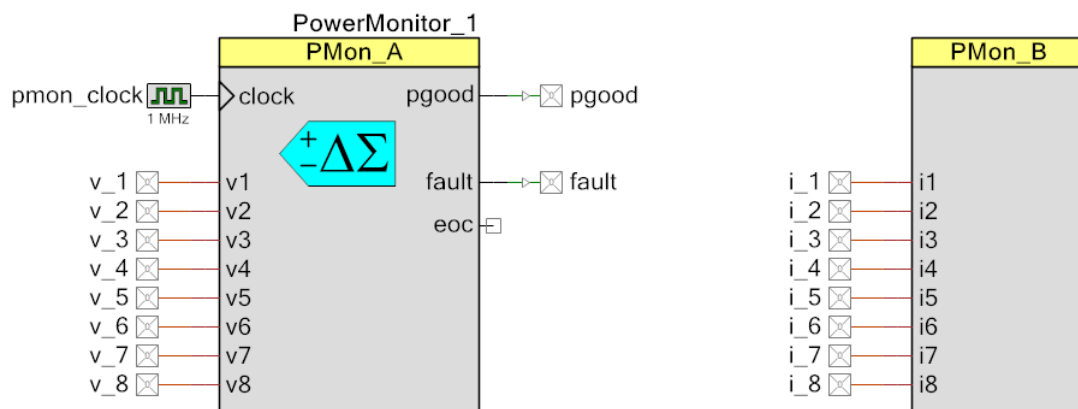 PowerMonitor_1
PMon_A
pmon_clock
1 MHz
clock
+
−ΔΣ
pgood
pgood
fault
fault
eoc
v_1 v1
v_2 v2
v_3 v3
v_4 v4
v_5 v5
v_6 v6
v_7 v7
v_8 v8
PMon_B
i_1 i1
i_2 i2
i_3 i3
i_4 i4
i_5 i5
i_6 i6
i_7 i7
i_8 i8